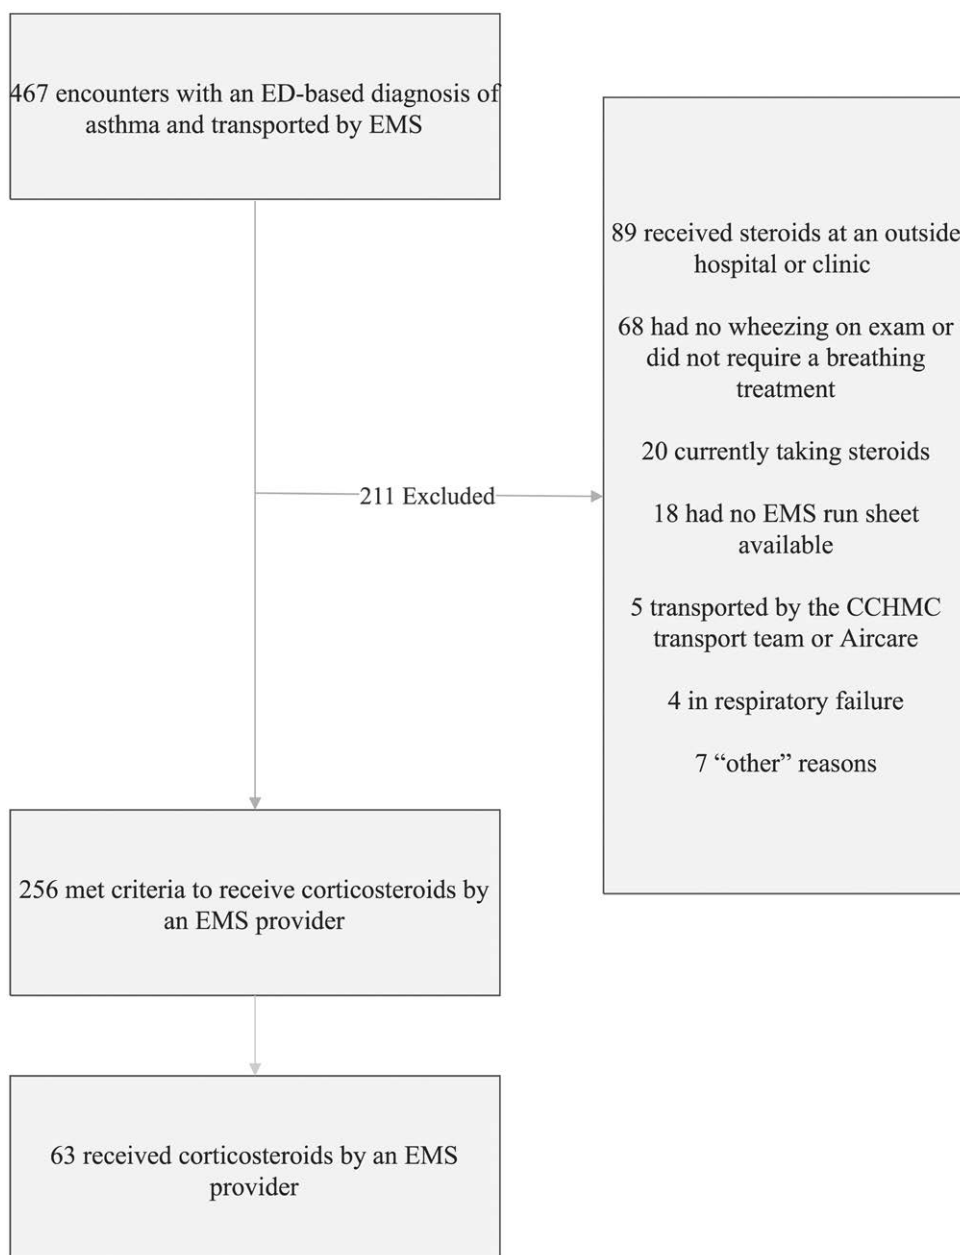 467 encounters with an ED-based diagnosis of
asthma and transported by EMS
89 received steroids at an outside
hospital or clinic
68 had no wheezing on exam or
did not require a breathing
treatment
20 currently taking steroids
211 Excluded
18 had no EMS run sheet
available
5 transported by the CCHMC
transport team or Aircare
4 in respiratory failure
7 “other” reasons
256 met criteria to receive corticosteroids by
an EMS provider
63 received corticosteroids by an EMS
provider